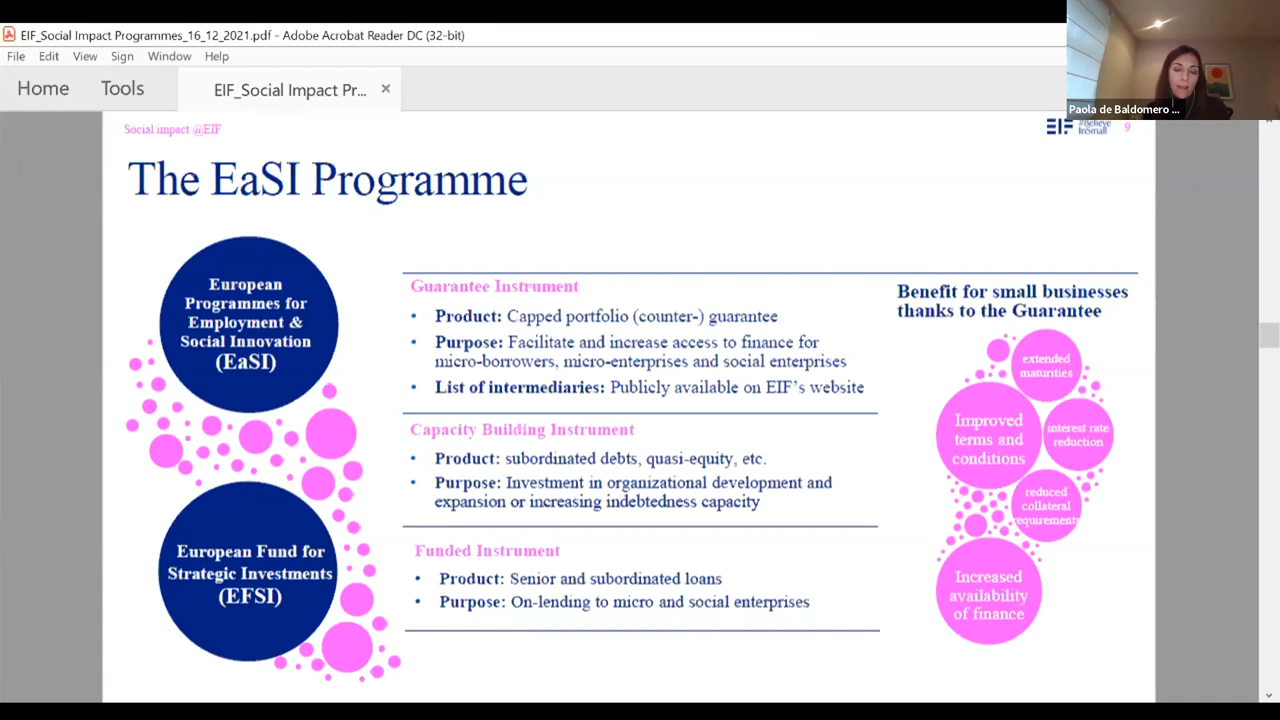 EIF_Social Impact Programmes_16_12_2021.pdf - Adobe Acrobat Reader DC (32-bit)
File Edit View Sign Window Help
Home Tools EIF_Social Impact Pr... ×
Paola de Baldomero ...
Social impact @EIF
EIF #Believe InSmall 9
The EaSI Programme
European
Programmes for
Employment &
Social Innovation
(EaSI)
European Fund for
Strategic Investments
(EFSI)
Guarantee Instrument
• Product: Capped portfolio (counter-) guarantee
• Purpose: Facilitate and increase access to finance for
micro-borrowers, micro-enterprises and social enterprises
• List of intermediaries: Publicly available on EIF's website
Capacity Building Instrument
• Product: subordinated debts, quasi-equity, etc.
• Purpose: Investment in organizational development and
expansion or increasing indebtedness capacity
Funded Instrument
• Product: Senior and subordinated loans
• Purpose: On-lending to micro and social enterprises
Benefit for small businesses
thanks to the Guarantee
extended
maturities
Improved
terms and
conditions
interest rate
reduction
reduced
collateral
requirements
Increased
availability
of finance